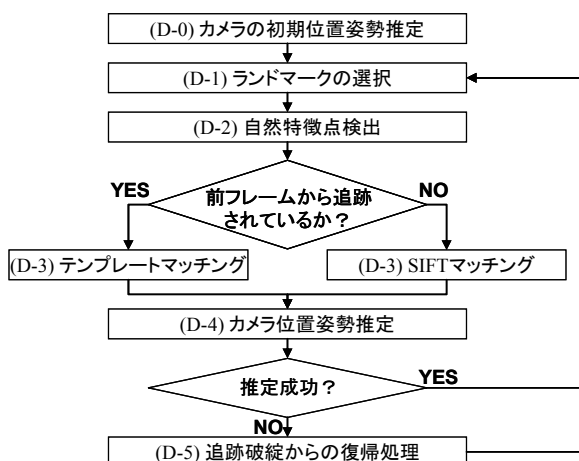 (D-0) カメラの初期位置姿勢推定
(D-1) ランドマークの選択
(D-2) 自然特徴点検出
YES
前フレームから追跡
されているか？
NO
(D-3) テンプレートマッチング
(D-3) SIFTマッチング
(D-4) カメラ位置姿勢推定
推定成功？
YES
NO
(D-5) 追跡破綻からの復帰処理